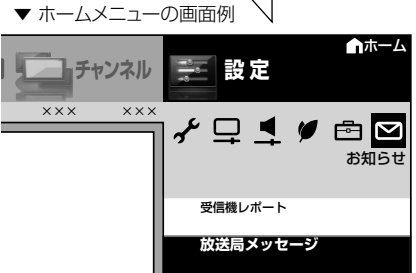 ▼ ホームメニューの画面例
ホーム
チャンネル
設定
××× ×××
お知らせ
受信機レポート
放送局メッセージ